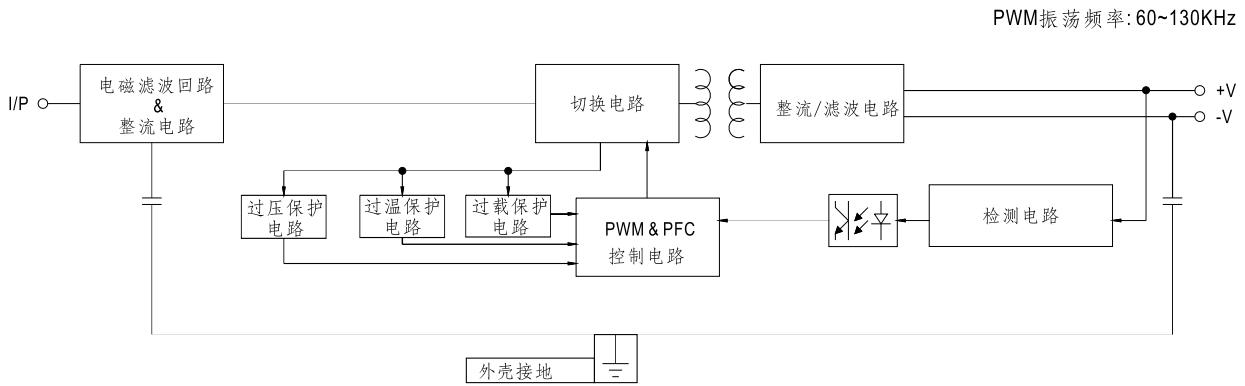 PWM振荡频率: 60~130KHz
I/P
电磁滤波回路
&
整流电路
切换电路
整流/滤波电路
+V
-V
过压保护
电路
过温保护
电路
过载保护
电路
PWM & PFC
控制电路
检测电路
外壳接地